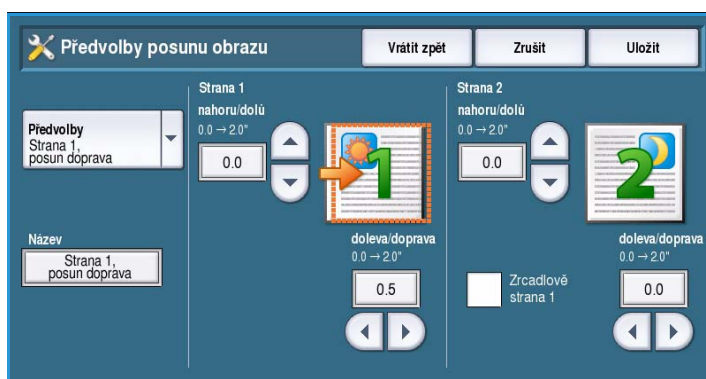 Předvolby posunu obrazu
Vrátit zpět
Zrušit
Uložit
Předvolby
Strana 1,
posun doprava
Název
Strana 1,
posun doprava
Strana 1
nahoru/dolů
0.0 → 2.0"
0.0
1
doleva/doprava
0.0 → 2.0"
0.5
Strana 2
nahoru/dolů
0.0 → 2.0"
0.0
2
Zrcadlově
strana 1
doleva/doprava
0.0 → 2.0"
0.0